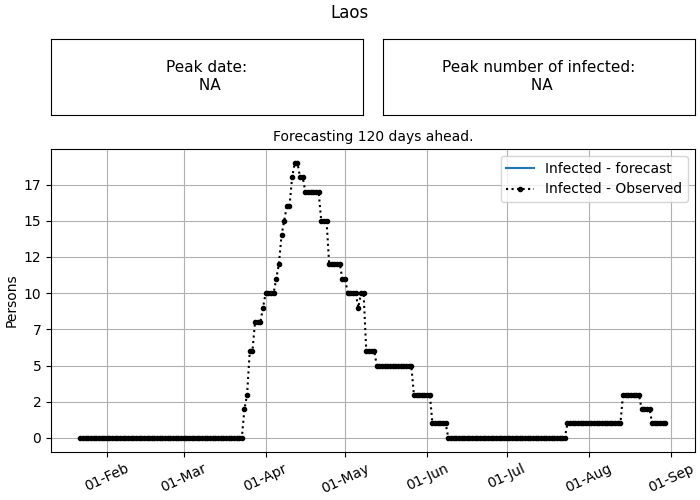 Laos
Peak date:
NA
Peak number of infected:
NA
Forecasting 120 days ahead.
Infected - forecast
Infected - Observed
Persons
17
15
12
10
7
5
2
0
01-Feb
01-Mar
01-Apr
01-May
01-Jun
01-Jul
01-Aug
01-Sep